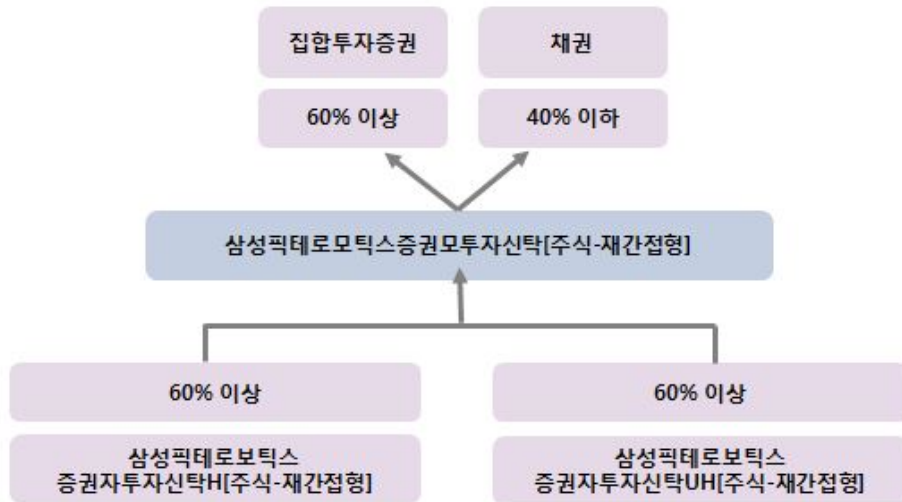 집합투자증권
채권
60% 이상
40% 이하
삼성픽테로모틱스증권모투자신탁[주식-재간접형]
60% 이상
60% 이상
삼성픽테로보틱스
증권자투자신탁H[주식-재간접형]
삼성픽테로보틱스
증권자투자신탁UH[주식-재간접형]